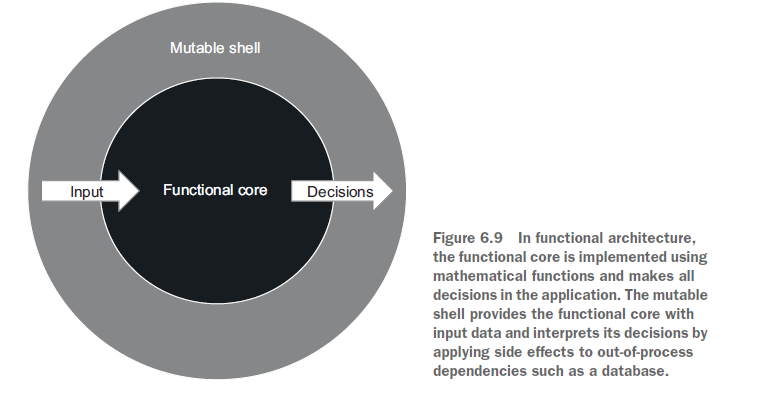 Mutable shell
Input
Functional core
Decisions
Figure 6.9 In functional architecture,
the functional core is implemented using
mathematical functions and makes all
decisions in the application. The mutable
shell provides the functional core with
input data and interprets its decisions by
applying side effects to out-of-process
dependencies such as a database.